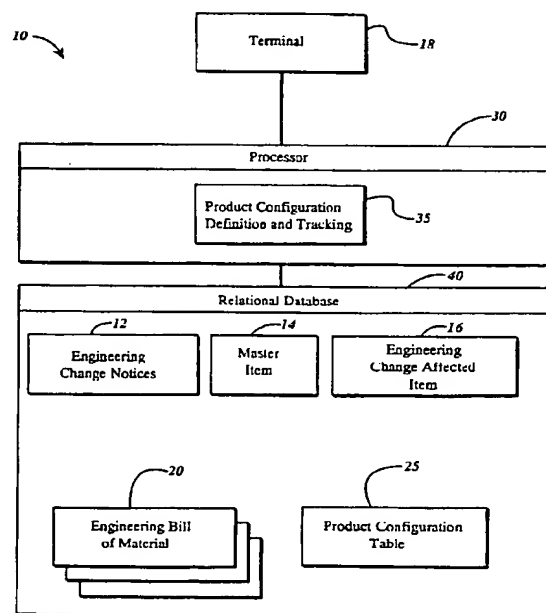 10
Terminal
18
30
Processor
Product Configuration
Definition and Tracking
35
40
Relational Database
12
14
16
Engineering
Change Notices
Master
Item
Engineering
Change Affected
Item
20
25
Engineering Bill
of Material
Product Configuration
Table